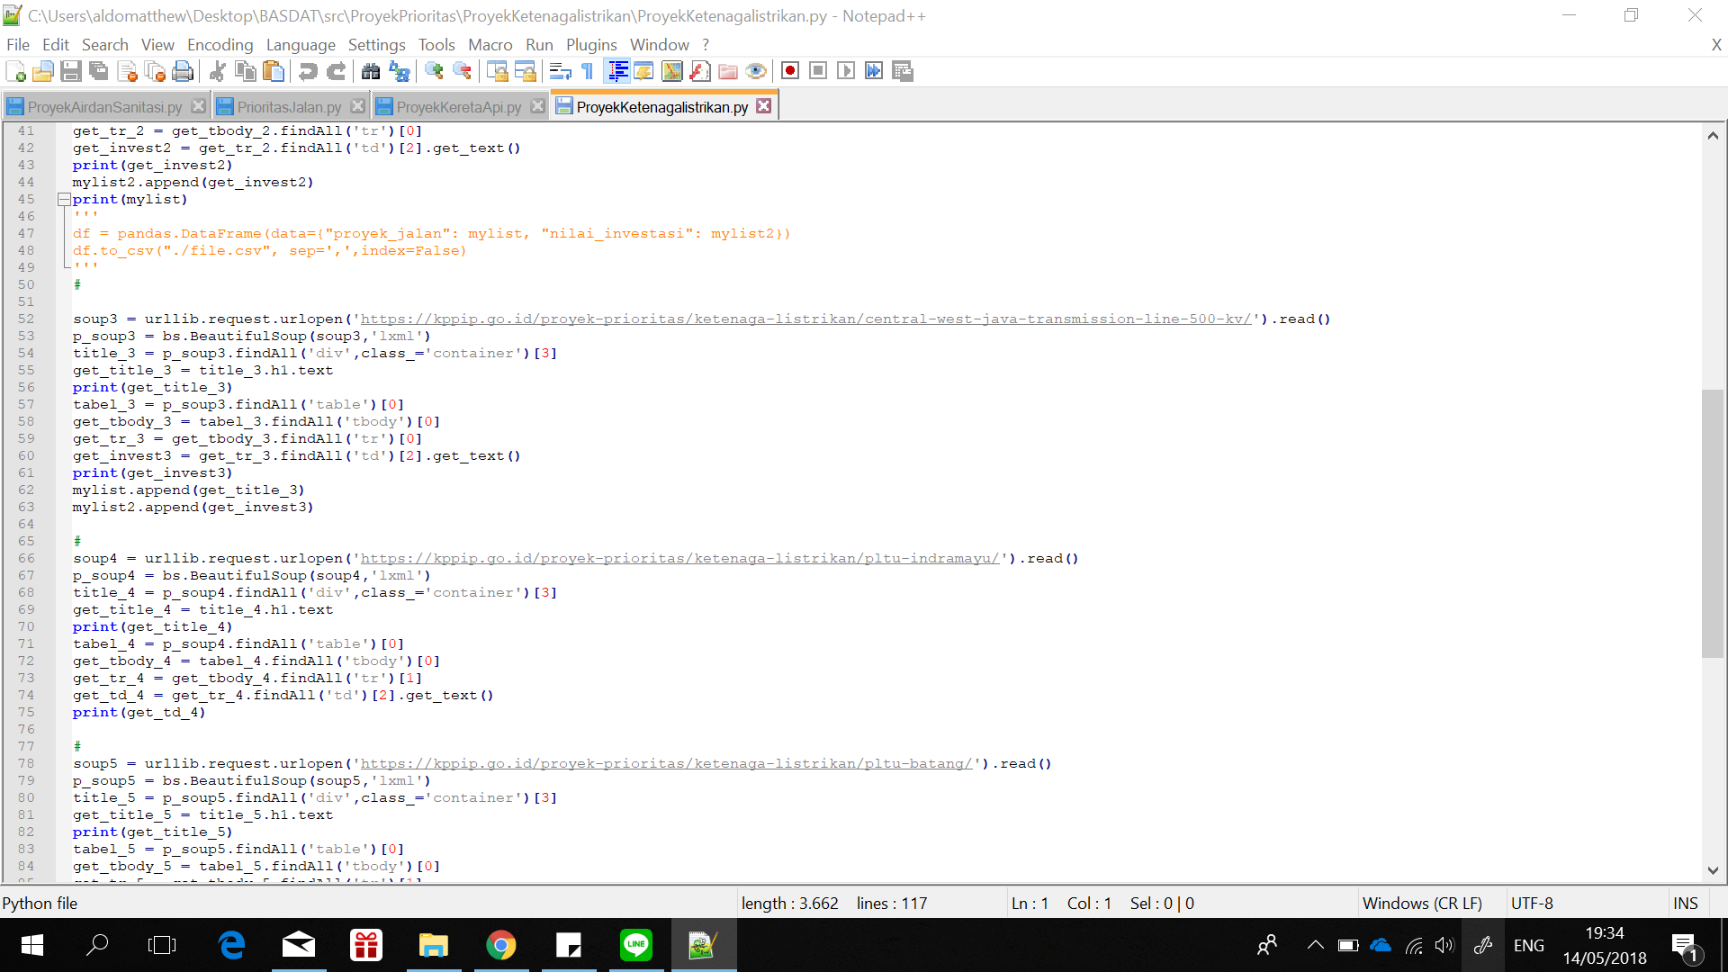 C:\Users\aldomatthew\Desktop\BASDAT\src\ProyekPrioritas\ProyekKetenagalistrikan\ProyekKetenagalistrikan.py - Notepad++
File Edit Search View Encoding Language Settings Tools Macro Run Plugins Window ? X
ProyekAirdanSanitasi.py PrioritasJalan.py ProyekKeretaApi.py ProyekKetenagalistrikan.py
41 get_tr_2 = get_tbody_2.findAll('tr')[0]
42 get_invest2 = get_tr_2.findAll('td')[2].get_text()
43 print(get_invest2)
44 mylist2.append(get_invest2)
45 print(mylist)
46 '''
47 df = pandas.DataFrame(data={"proyek_jalan": mylist, "nilai_investasi": mylist2})
48 df.to_csv("./file.csv", sep=',',index=False)
49 '''
50 #
51
52 soup3 = urllib.request.urlopen('https://kppip.go.id/proyek-prioritas/ketenaga-listrikan/central-west-java-transmission-line-500-kv/').read()
53 p_soup3 = bs.BeautifulSoup(soup3,'lxml')
54 title_3 = p_soup3.findAll('div',class_='container')[3]
55 get_title_3 = title_3.h1.text
56 print(get_title_3)
57 tabel_3 = p_soup3.findAll('table')[0]
58 get_tbody_3 = tabel_3.findAll('tbody')[0]
59 get_tr_3 = get_tbody_3.findAll('tr')[0]
60 get_invest3 = get_tr_3.findAll('td')[2].get_text()
61 print(get_invest3)
62 mylist.append(get_title_3)
63 mylist2.append(get_invest3)
64
65 #
66 soup4 = urllib.request.urlopen('https://kppip.go.id/proyek-prioritas/ketenaga-listrikan/pltu-indramayu/').read()
67 p_soup4 = bs.BeautifulSoup(soup4,'lxml')
68 title_4 = p_soup4.findAll('div',class_='container')[3]
69 get_title_4 = title_4.h1.text
70 print(get_title_4)
71 tabel_4 = p_soup4.findAll('table')[0]
72 get_tbody_4 = tabel_4.findAll('tbody')[0]
73 get_tr_4 = get_tbody_4.findAll('tr')[1]
74 get_td_4 = get_tr_4.findAll('td')[2].get_text()
75 print(get_td_4)
76
77 #
78 soup5 = urllib.request.urlopen('https://kppip.go.id/proyek-prioritas/ketenaga-listrikan/pltu-batang/').read()
79 p_soup5 = bs.BeautifulSoup(soup5,'lxml')
80 title_5 = p_soup5.findAll('div',class_='container')[3]
81 get_title_5 = title_5.h1.text
82 print(get_title_5)
83 tabel_5 = p_soup5.findAll('table')[0]
84 get_tbody_5 = tabel_5.findAll('tbody')[0]
Python file length : 3.662 lines : 117 Ln : 1 Col : 1 Sel : 0 | 0 Windows (CR LF) UTF-8 INS
LINE ENG 19:34
14/05/2018 1